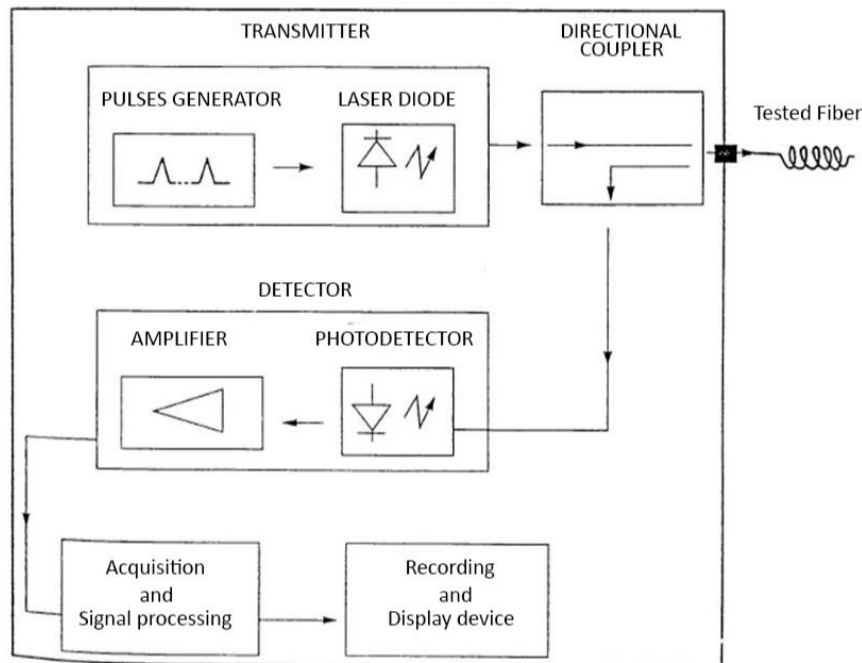 TRANSMITTER
DIRECTIONAL
COUPLER
PULSES GENERATOR
LASER DIODE
Tested Fiber
DETECTOR
AMPLIFIER
PHOTODETECTOR
Acquisition
and
Signal processing
Recording
and
Display device